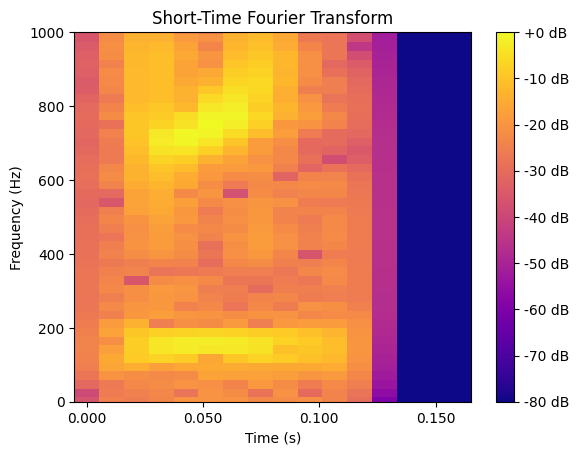 Short-Time Fourier Transform
1000
800
600
400
200
0
Frequency (Hz)
0.000
0.050
0.100
0.150
Time (s)
+0 dB
-10 dB
-20 dB
-30 dB
-40 dB
-50 dB
-60 dB
-70 dB
-80 dB